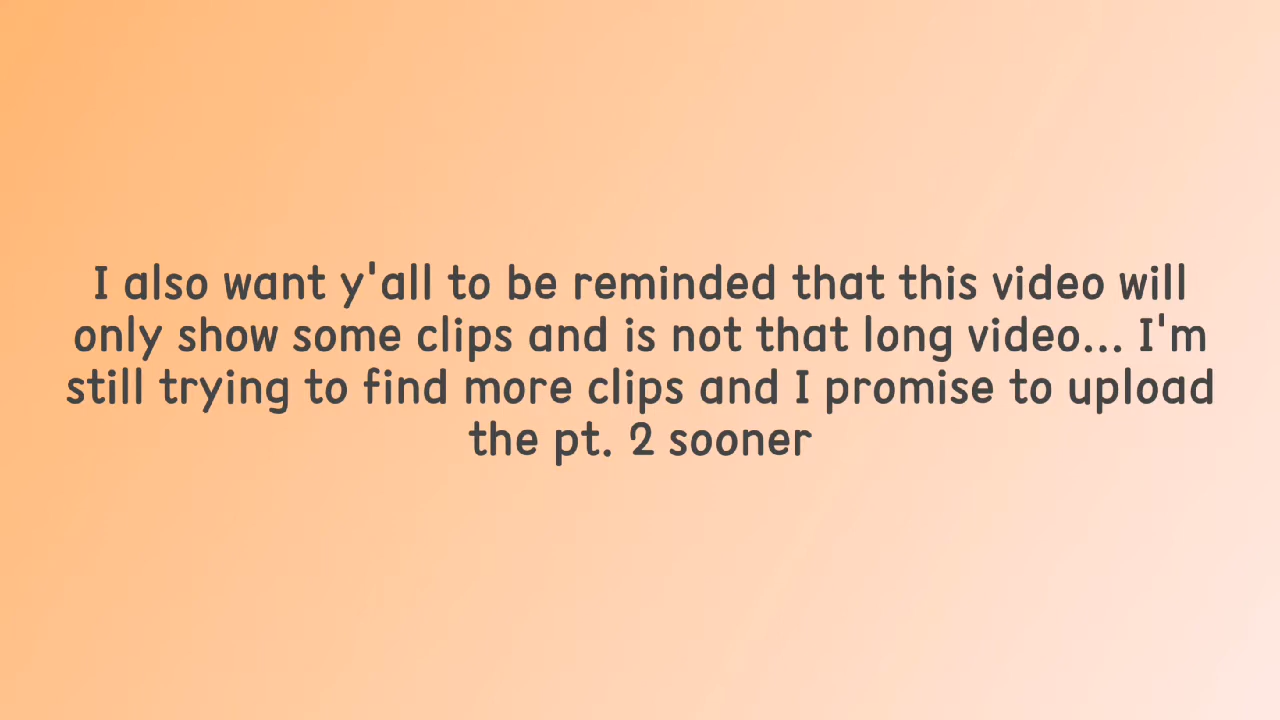 I also want y'all to be reminded that this video will
only show some clips and is not that long video... I'm
still trying to find more clips and I promise to upload
the pt. 2 sooner